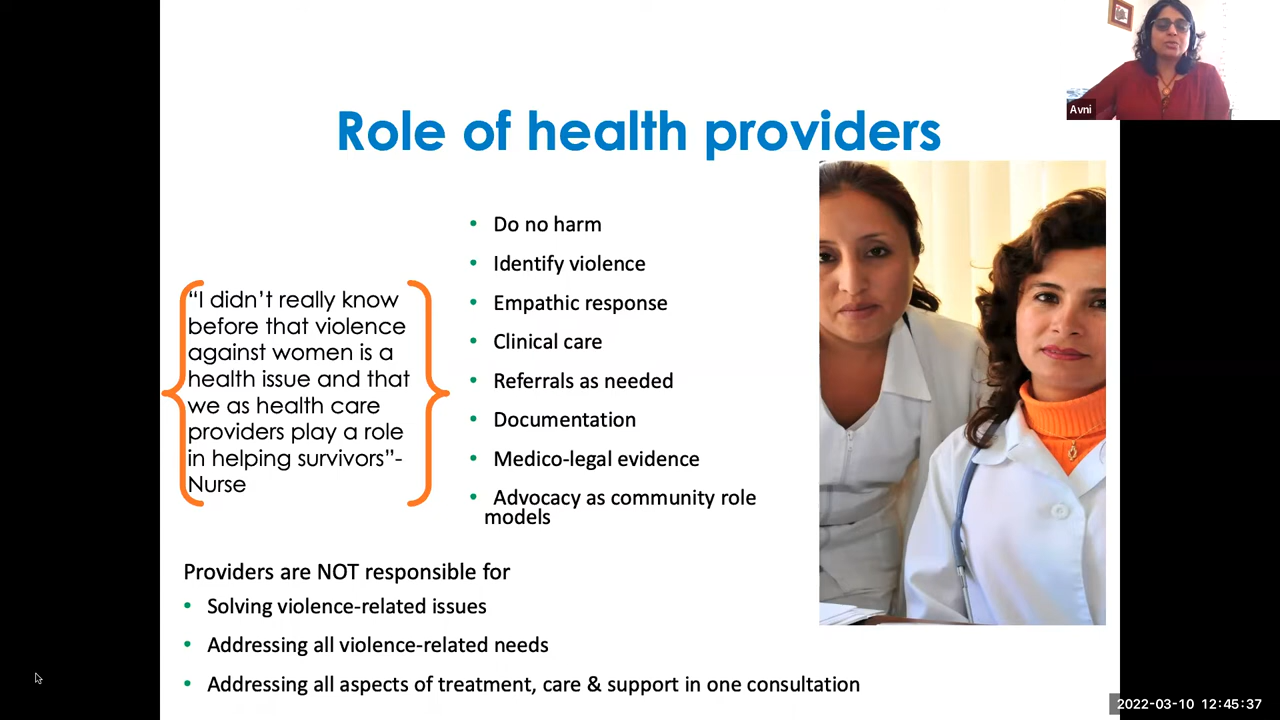 Avni
Role of health providers
“I didn’t really know
before that violence
against women is a
health issue and that
we as health care
providers play a role
in helping survivors”-
Nurse
• Do no harm
• Identify violence
• Empathic response
• Clinical care
• Referrals as needed
• Documentation
• Medico-legal evidence
• Advocacy as community role
models
Providers are NOT responsible for
• Solving violence-related issues
• Addressing all violence-related needs
• Addressing all aspects of treatment, care & support in one consultation
2022-03-10 12:45:37